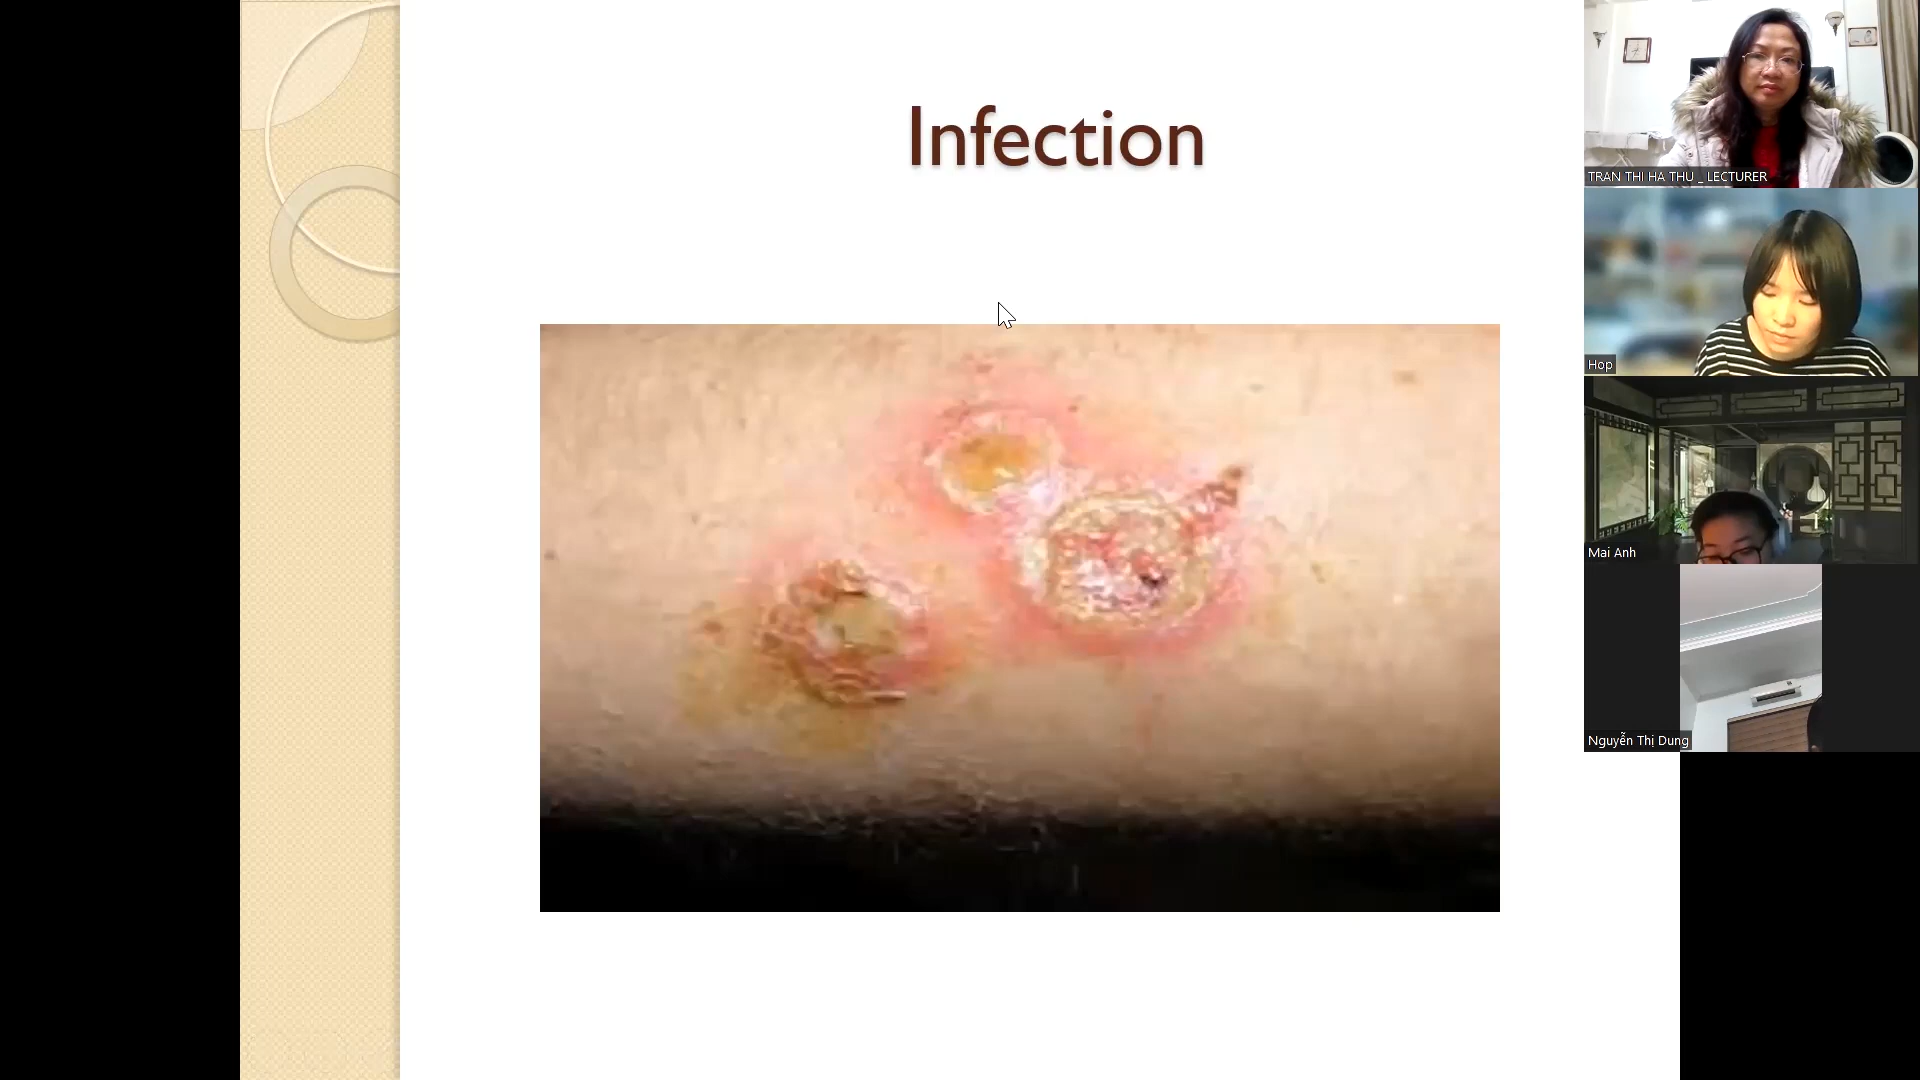 Infection
TRAN THI HA THU _ LECTURER
Hop
Mai Anh
Nguyễn Thị Dung